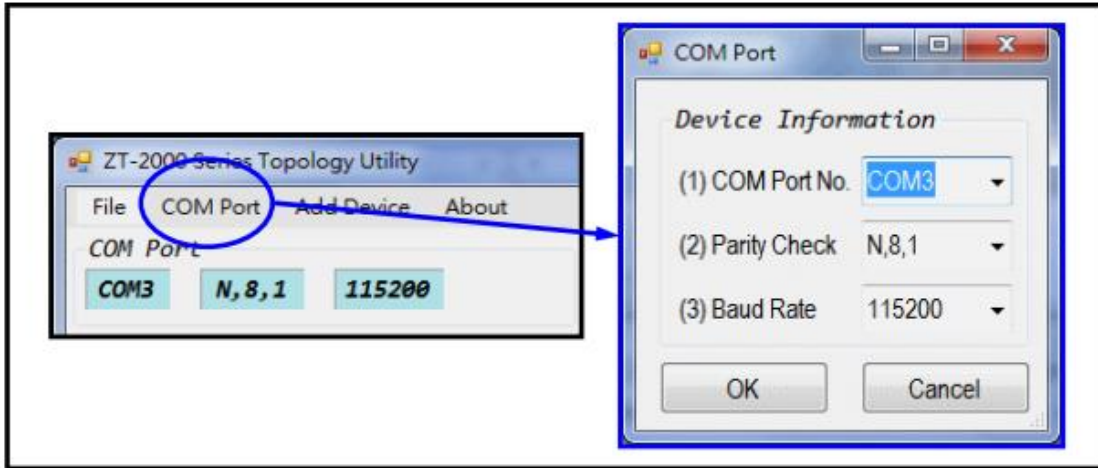 ZT-2000 Series Topology Utility
File COM Port Add Device About
COM Port
COM3 N,8,1 115200
COM Port
Device Information
(1) COM Port No. COM3
(2) Parity Check N,8,1
(3) Baud Rate 115200
OK Cancel